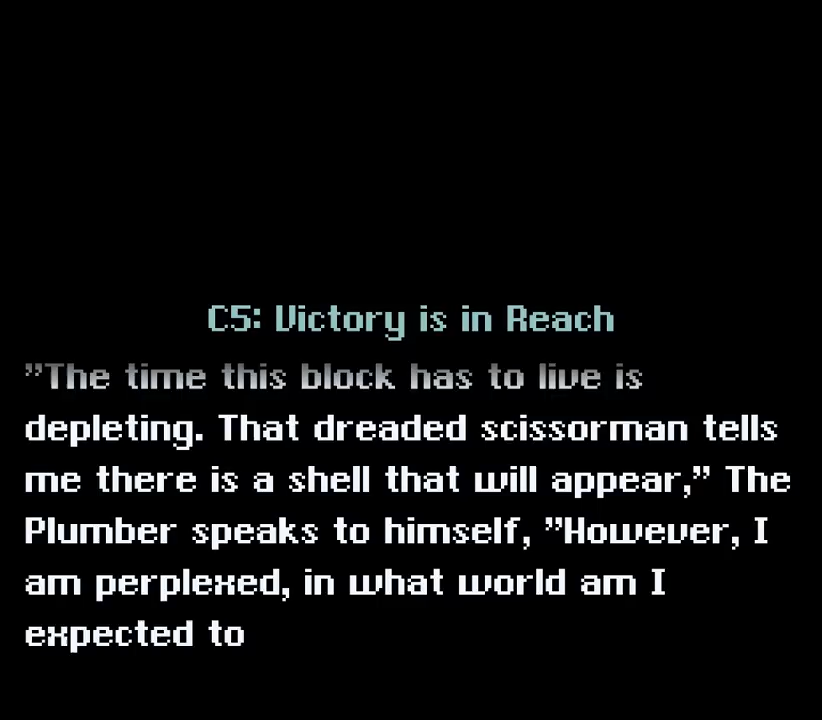 C5: Victory is in Reach
”The time this block has to live is
depleting. That dreaded scissorman tells
me there is a shell that will appear,” The
Plumber speaks to himself, ”However, I
am perplexed, in what world am I
expected to